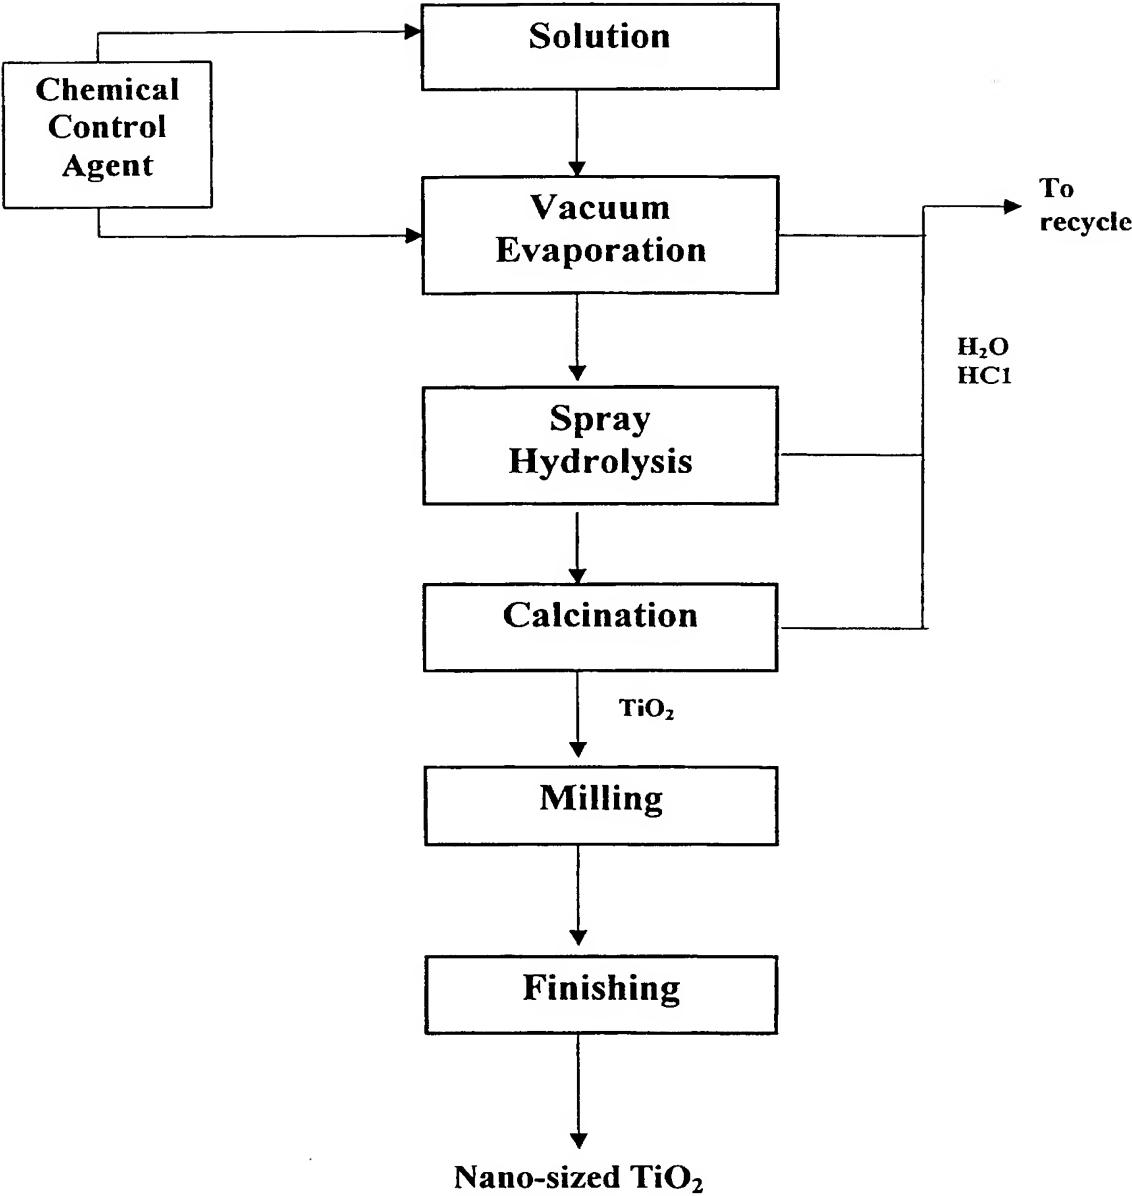 Solution
Chemical
Control
Agent
Vacuum
Evaporation
To
recycle
H₂O
HC1
Spray
Hydrolysis
Calcination
TiO₂
Milling
Finishing
Nano-sized TiO₂